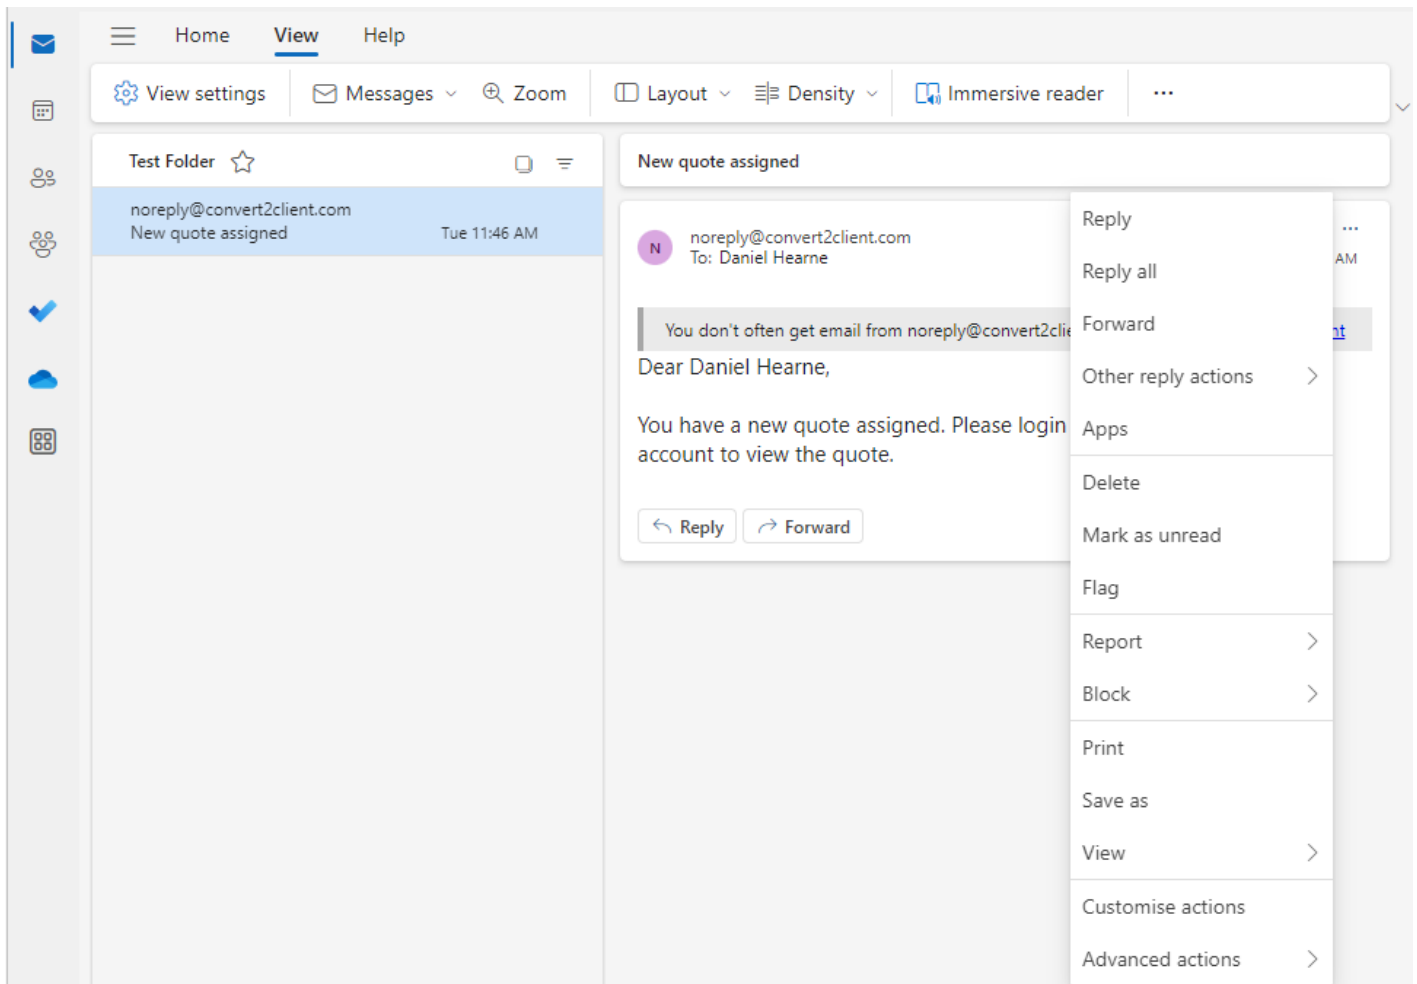 Home View Help
View settings Messages Zoom Layout Density Immersive reader ...
Test Folder
noreply@convert2client.com
New quote assigned Tue 11:46 AM
New quote assigned
N
noreply@convert2client.com
To: Daniel Hearne
... AM
You don't often get email from
Dear Daniel Hearne,
You have a new quote assigned. Please login
account to view the quote.
Reply Forward
Reply
Reply all
Forward
Other reply actions
Apps
Delete
Mark as unread
Flag
Report
Block
Print
Save as
View
Customise actions
Advanced actions